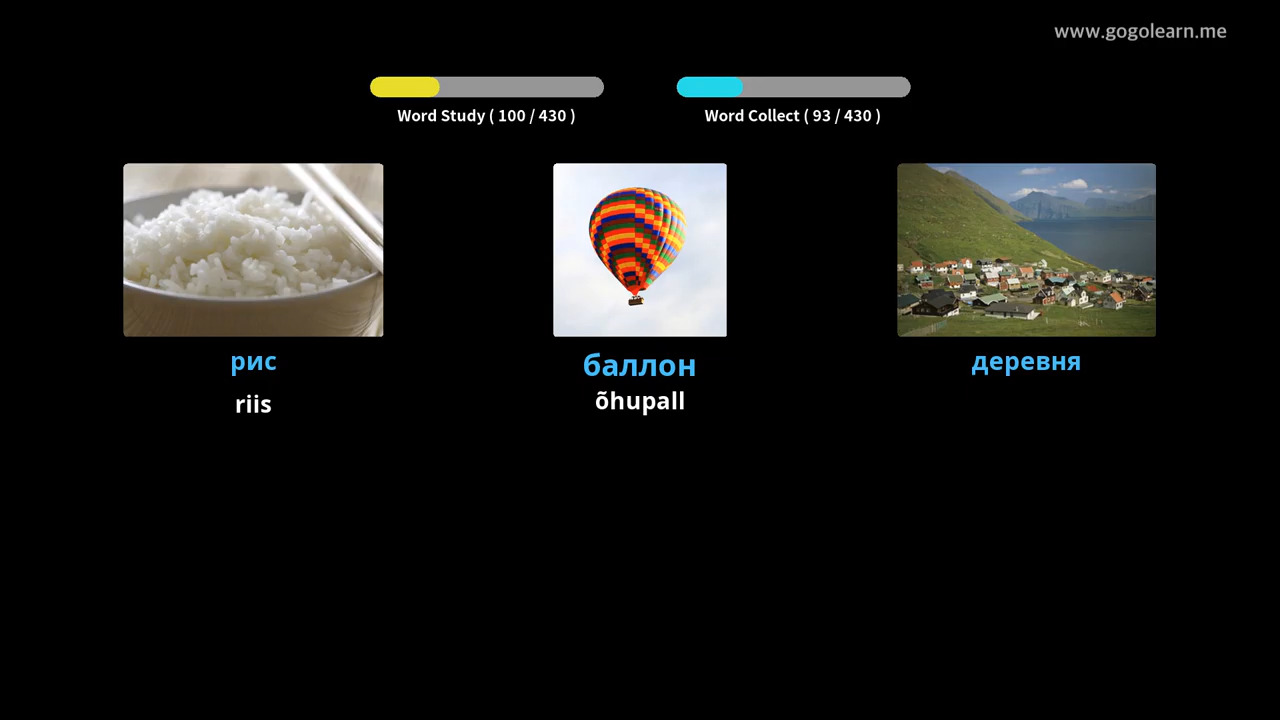 www.gogolearn.me
Word Study ( 100 / 430 )
Word Collect ( 93 / 430 )
рис
баллон
деревня
riis
õhupall